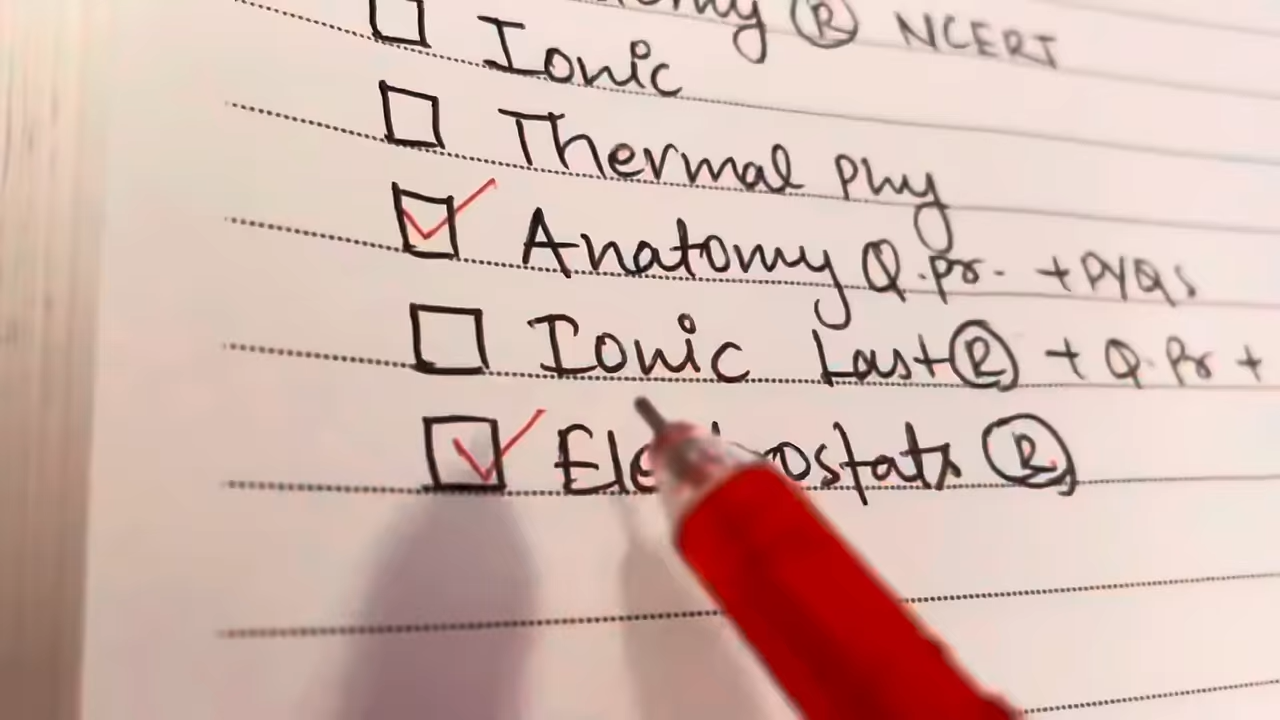 Ⓡ NCERT
Ionic
Thermal Phy
Anatomy Q.Pr. + PYQs
Ionic Last Ⓡ + Q.Pr +
Ⓡ